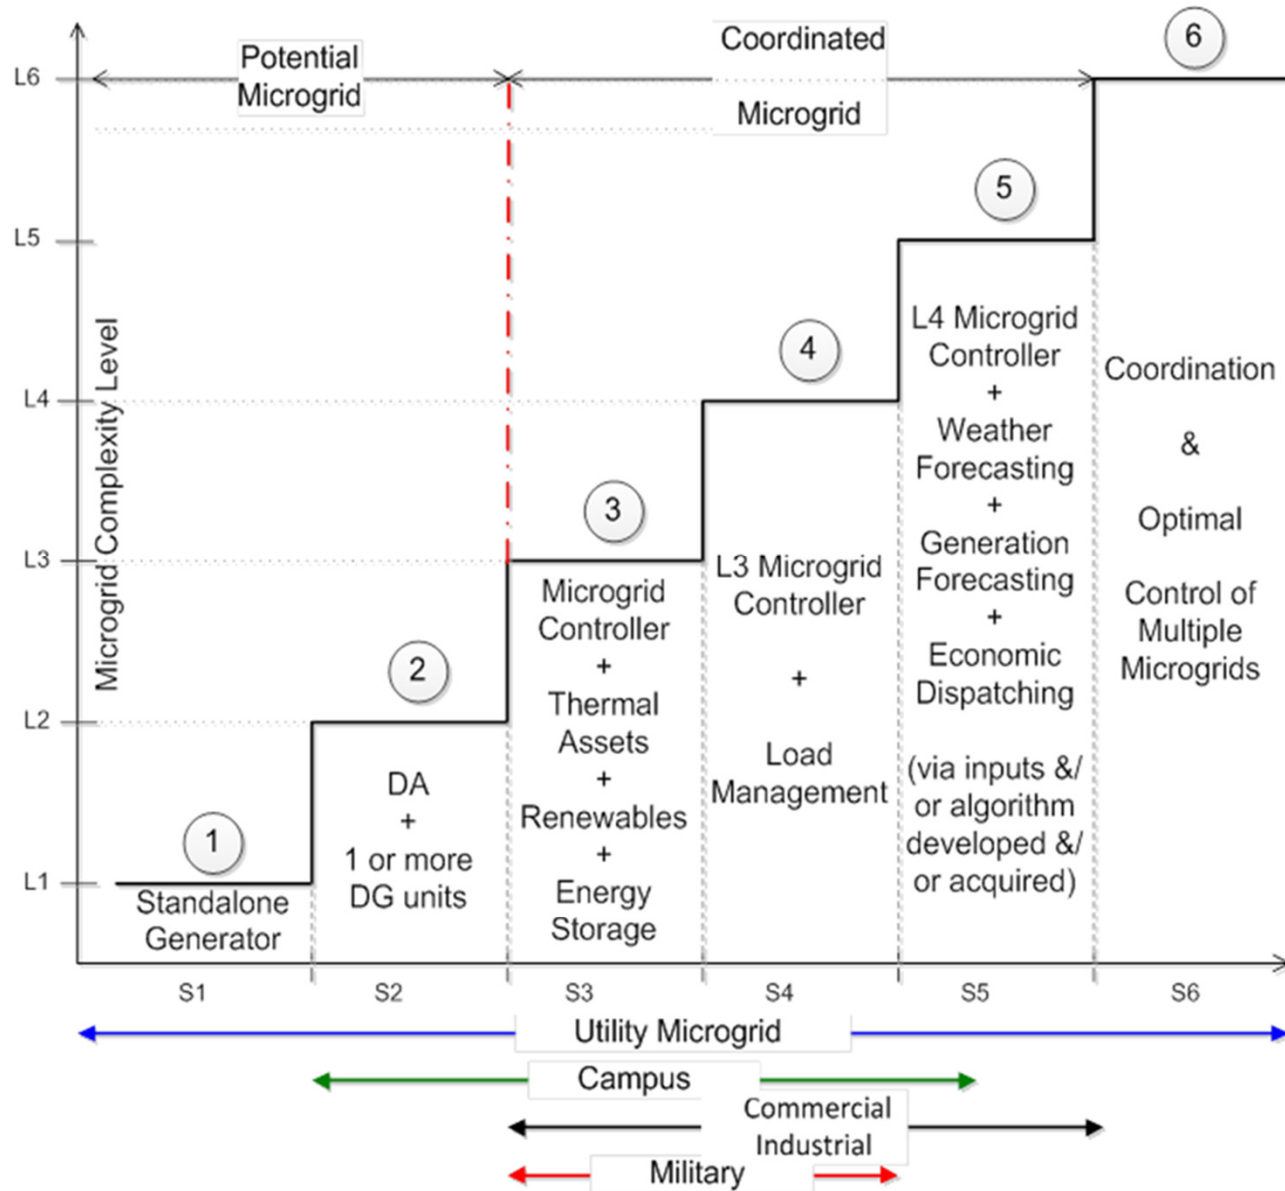 Potential
Microgrid
Coordinated
Microgrid
6
L6
5
L5
4
L4
3
L3
2
L2
1
L1
Microgrid Complexity Level
Standalone
Generator
DA
+
1 or more
DG units
Microgrid
Controller
+
Thermal
Assets
+
Renewables
+
Energy
Storage
L3 Microgrid
Controller
+
Load
Management
L4 Microgrid
Controller
+
Weather
Forecasting
+
Generation
Forecasting
+
Economic
Dispatching
(via inputs &/
or algorithm
developed &/
or acquired)
Coordination
&
Optimal
Control of
Multiple
Microgrids
S1
S2
S3
S4
S5
S6
Utility Microgrid
Campus
Commercial
Industrial
Military